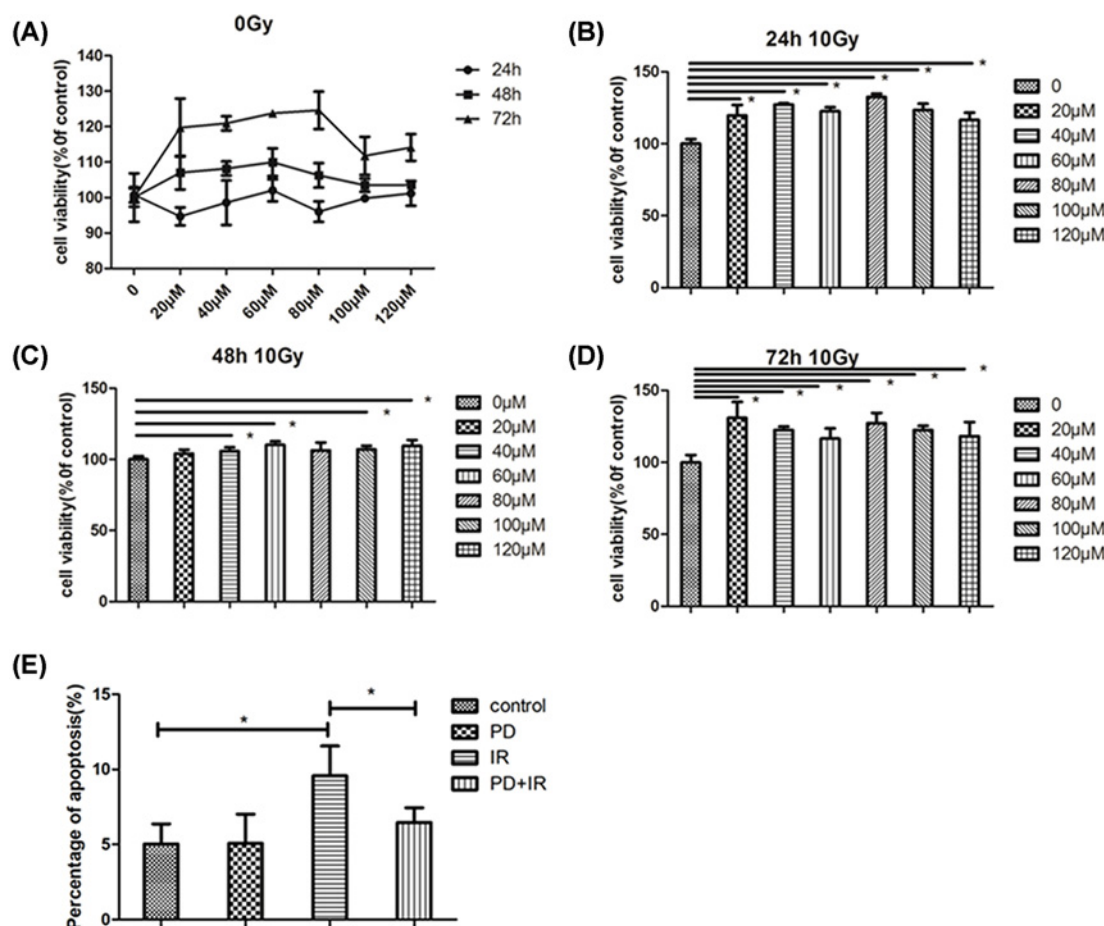 (A)
0Gy
cell viability(%0f control)
140
130
120
110
100
90
80
0
20μM
40μM
60μM
80μM
100μM
120μM
24h
48h
72h
(B)
24h 10Gy
cell viability(%0f control)
150
100
50
0
* * * * * *
0
20μM
40μM
60μM
80μM
100μM
120μM
(C)
48h 10Gy
cell viability(%0f control)
150
100
50
0
* * * *
0μM
20μM
40μM
60μM
80μM
100μM
120μM
(D)
72h 10Gy
cell viability(%0f control)
150
100
50
0
* * * * * *
0
20μM
40μM
60μM
80μM
100μM
120μM
(E)
Percentage of apoptosis(%)
15
10
5
0
* *
control
PD
IR
PD+IR